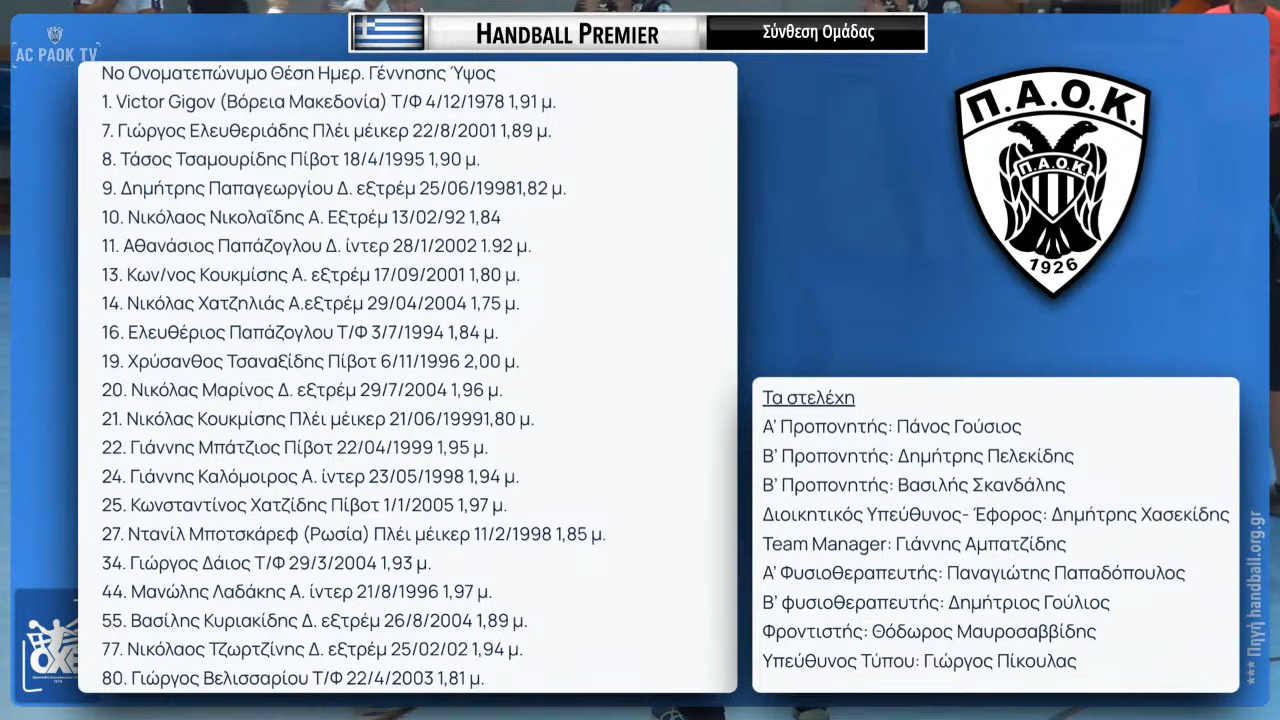 HANDBALL PREMIER
Σύνθεση Ομάδας
AC PAOK TV
Νο Ονοματεπώνυμο Θέση Ημερ. Γέννησης Ύψος
1. Victor Gigov (Βόρεια Μακεδονία) Τ/Φ 4/12/1978 1,91 μ.
7. Γιώργος Ελευθεριάδης Πλέι μέικερ 22/8/2001 1,89 μ.
8. Τάσος Τσαμουρίδης Πίβοτ 18/4/1995 1,90 μ.
9. Δημήτρης Παπαγεωργίου Δ. εξτρέμ 25/06/19981,82 μ.
10. Νικόλαος Νικολαΐδης Α. Εξτρέμ 13/02/92 1,84
11. Αθανάσιος Παπάζογλου Δ. ίντερ 28/1/2002 1.92 μ.
13. Κων/νος Κουκμίσης Α. εξτρέμ 17/09/2001 1,80 μ.
14. Νικόλας Χατζηλιάς Α.εξτρέμ 29/04/2004 1,75 μ.
16. Ελευθέριος Παπάζογλου Τ/Φ 3/7/1994 1,84 μ.
19. Χρύσανθος Τσαναξίδης Πίβοτ 6/11/1996 2,00 μ.
20. Νικόλας Μαρίνος Δ. εξτρέμ 29/7/2004 1,96 μ.
21. Νικόλας Κουκμίσης Πλέι μέικερ 21/06/19991,80 μ.
22. Γιάννης Μπάτζιος Πίβοτ 22/04/1999 1,95 μ.
24. Γιάννης Καλόμοιρος Α. ίντερ 23/05/1998 1,94 μ.
25. Κωνσταντίνος Χατζίδης Πίβοτ 1/1/2005 1,97 μ.
27. Ντανίλ Μποτσκάρεφ (Ρωσία) Πλέι μέικερ 11/2/1998 1,85 μ.
34. Γιώργος Δάιος Τ/Φ 29/3/2004 1,93 μ.
44. Μανώλης Λαδάκης Α. ίντερ 21/8/1996 1,97 μ.
55. Βασίλης Κυριακίδης Δ. εξτρέμ 26/8/2004 1,89 μ.
77. Νικόλαος Τζωρτζίνης Δ. εξτρέμ 25/02/02 1,94 μ.
80. Γιώργος Βελισσαρίου Τ/Φ 22/4/2003 1,81 μ.
Π.Α.Ο.Κ.
Π.Α.Ο.Κ
1926
Τα στελέχη
Α' Προπονητής: Πάνος Γούσιος
Β' Προπονητής: Δημήτρης Πελεκίδης
Β' Προπονητής: Βασιλής Σκανδάλης
Διοικητικός Υπεύθυνος- Έφορος: Δημήτρης Χασεκίδης
Team Manager: Γιάννης Αμπατζίδης
Α' Φυσιοθεραπευτής: Παναγιώτης Παπαδόπουλος
Β' φυσιοθεραπευτής: Δημήτριος Γούλιος
Φροντιστής: Θόδωρος Μαυροσαββίδης
Υπεύθυνος Τύπου: Γιώργος Πίκουλας
*** Πηγή handball.org.gr
ΟΧΕ